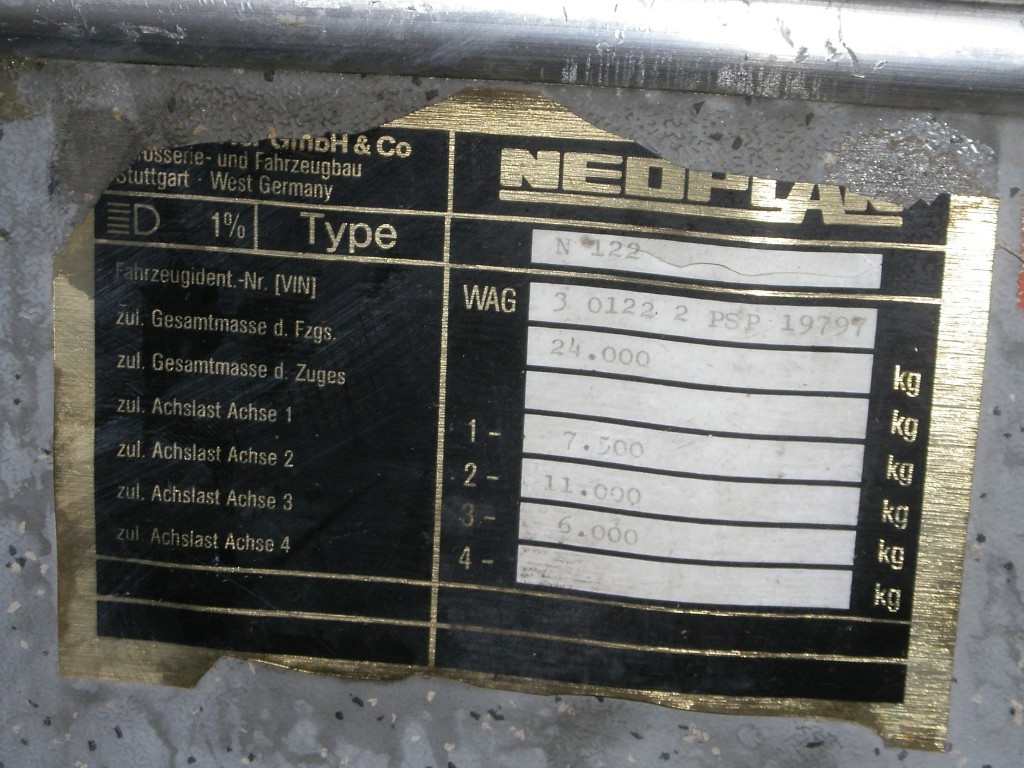 GmbH & Co
Karosserie- und Fahrzeugbau
Stuttgart · West Germany
NEOPLAN
D 1% Type N 122
Fahrzeugident.-Nr. [VIN] WAG 3 0122 2 PSP 19797
zul. Gesamtmasse d. Fzgs. 24.000 kg
zul. Gesamtmasse d. Zuges kg
zul. Achslast Achse 1 1 - 7.500 kg
zul. Achslast Achse 2 2 - 11.000 kg
zul. Achslast Achse 3 3 - 6.000 kg
zul. Achslast Achse 4 4 - kg